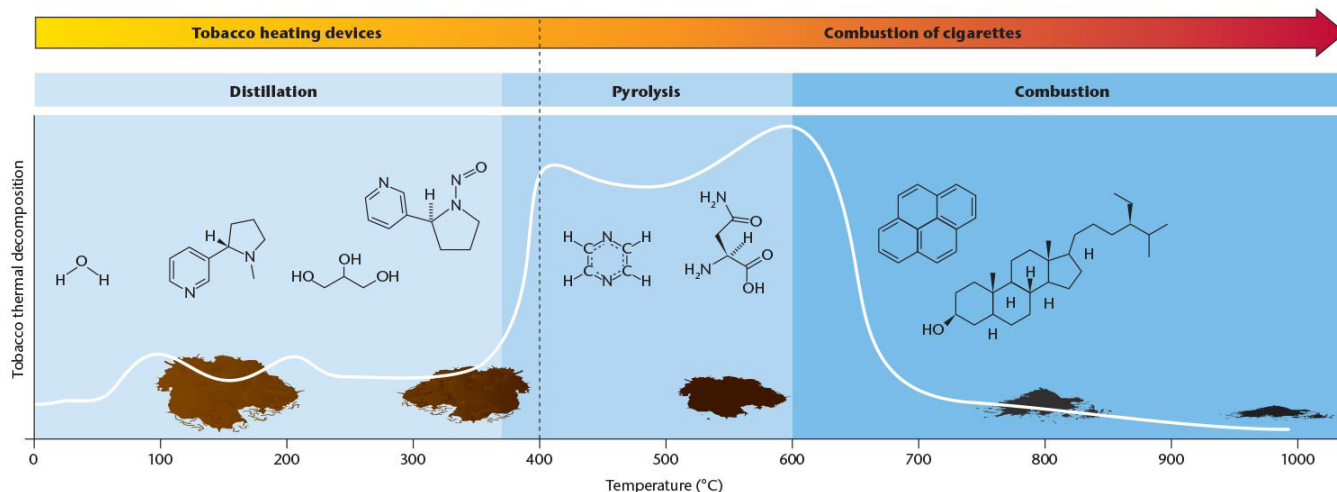 Tobacco heating devices Combustion of cigarettes
Distillation Pyrolysis Combustion
Tobacco thermal decomposition
H O H
H N N
HO OH OH
N H N N O
H C N C H H C N C H
H₂N O H H₂N O OH
HO H H H H H
0 100 200 300 400 500 600 700 800 900 1000
Temperature (°C)